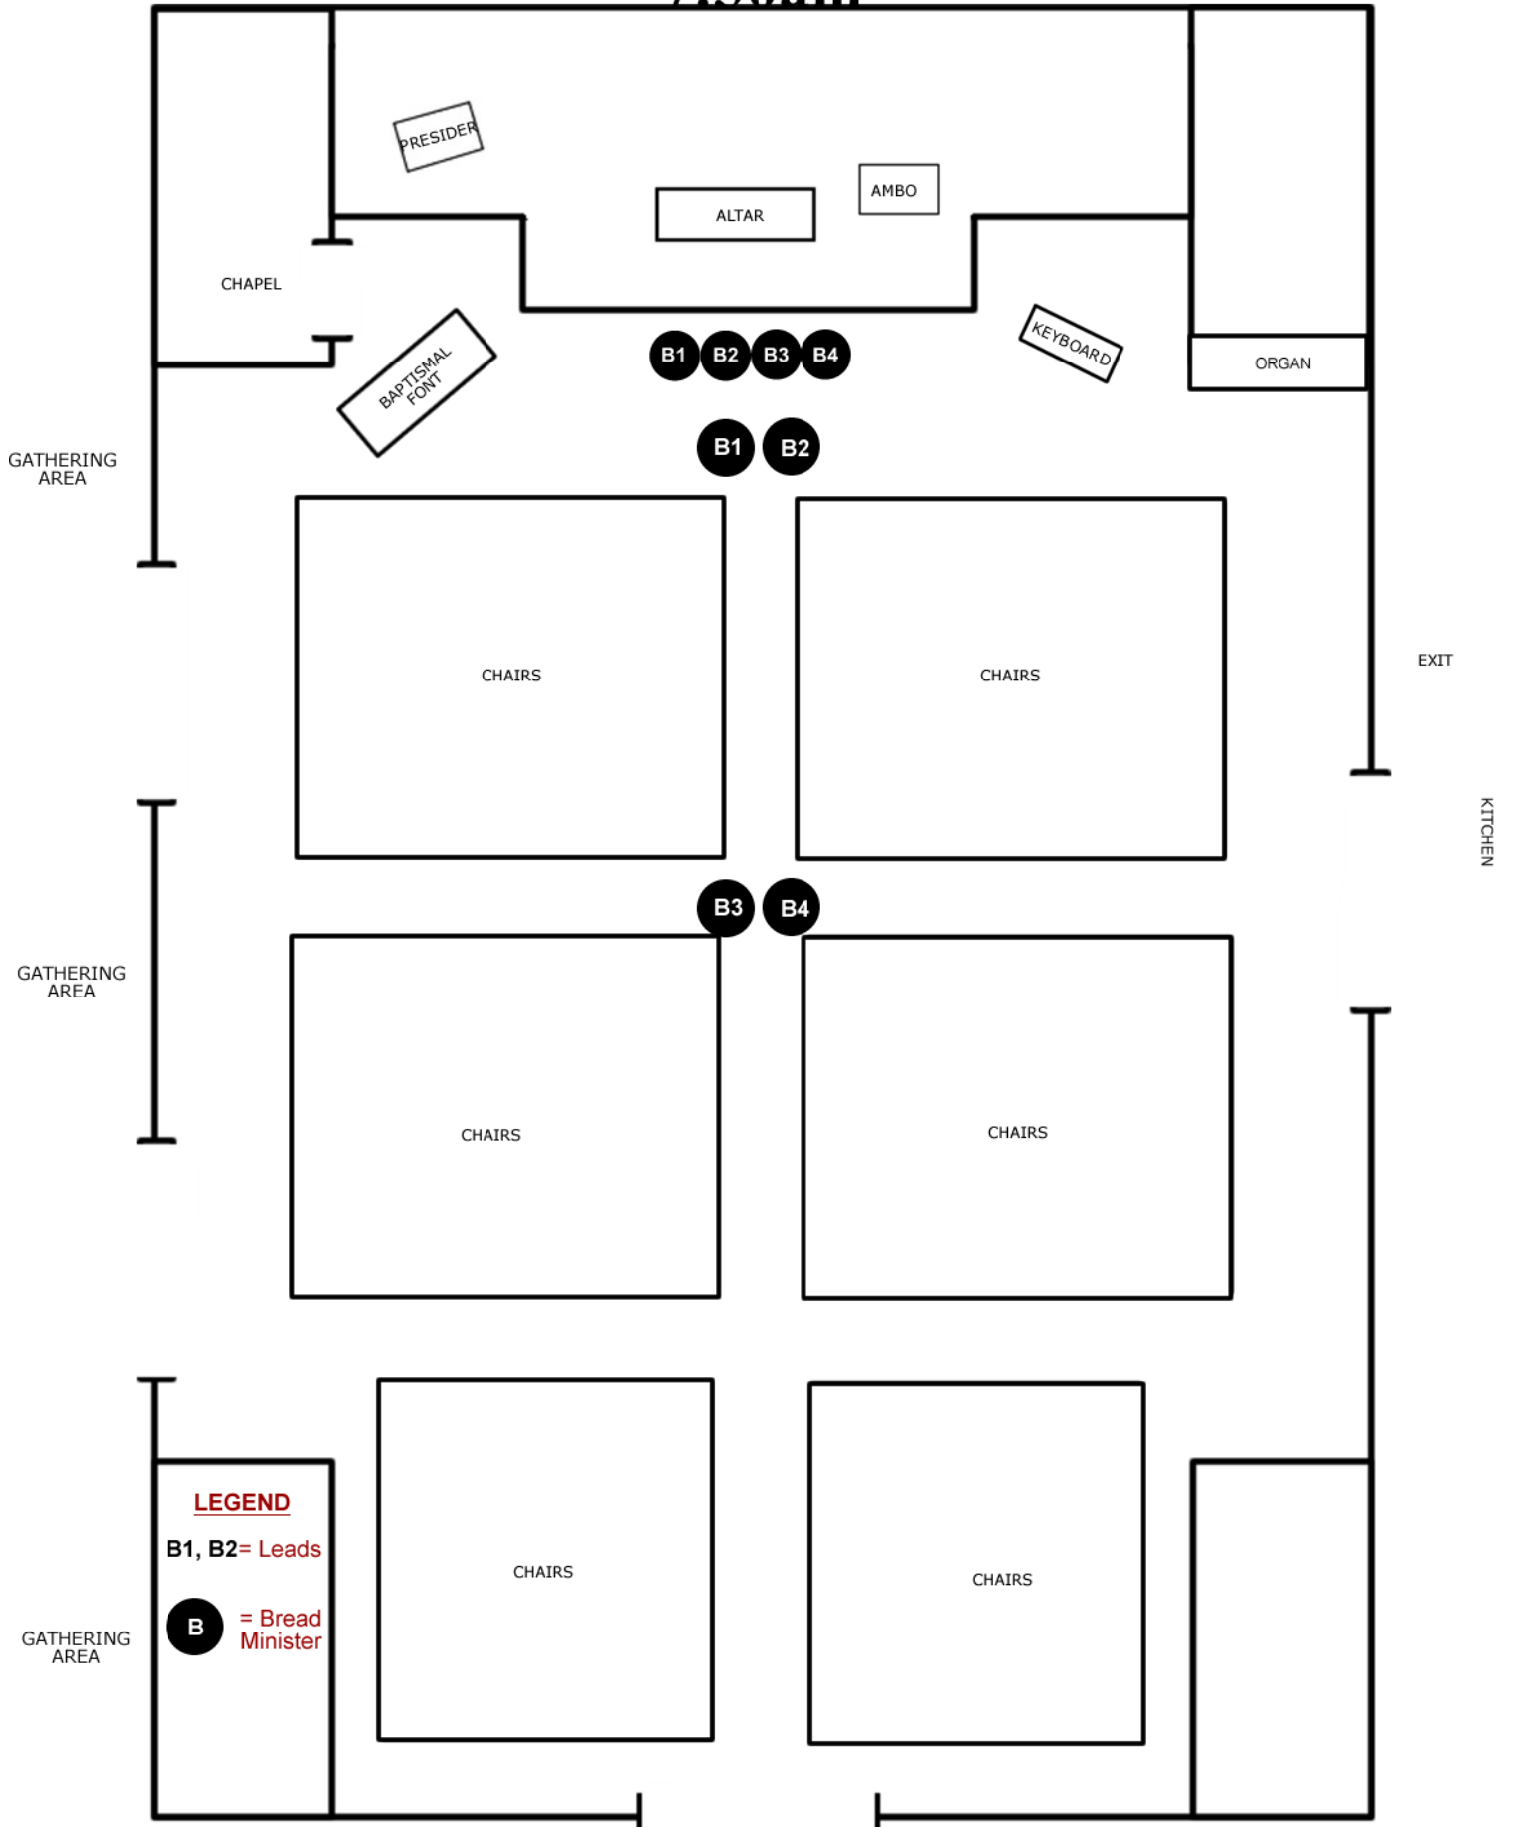 PRESIDER
ALTAR
AMBO
CHAPEL
BAPTISMAL
FONT
B1 B2 B3 B4
KEYBOARD
ORGAN
B1 B2
GATHERING
AREA
CHAIRS
CHAIRS
EXIT
KITCHEN
B3 B4
GATHERING
AREA
CHAIRS
CHAIRS
LEGEND
B1, B2= Leads
B
= Bread
Minister
CHAIRS
CHAIRS
GATHERING
AREA